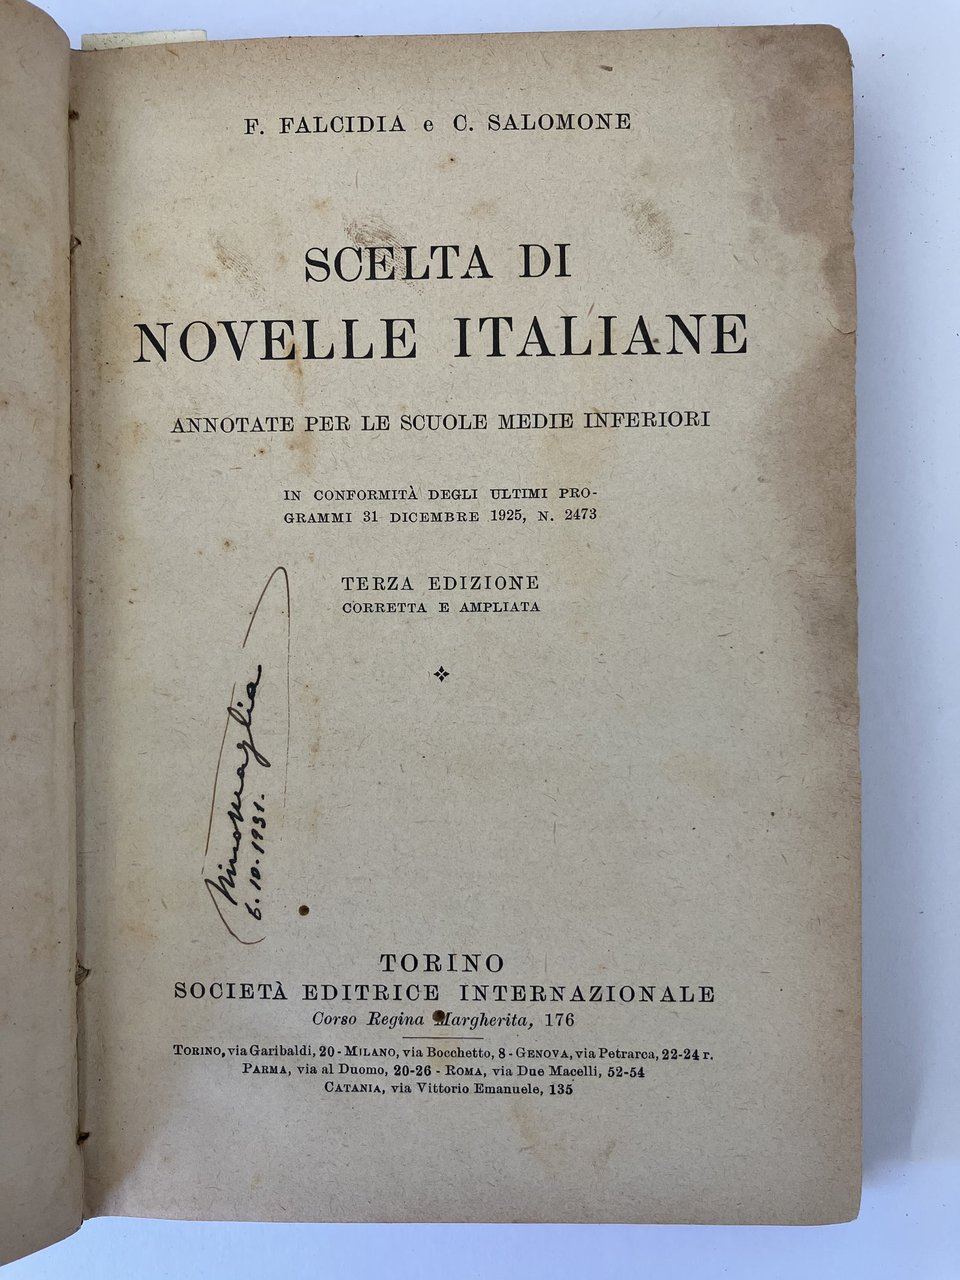 F. FALCIDIA e C. SALOMONE
SCELTA DI
NOVELLE ITALIANE
ANNOTATE PER LE SCUOLE MEDIE INFERIORI
IN CONFORMITÀ DEGLI ULTIMI PRO-
GRAMMI 31 DICEMBRE 1925, N. 2473
TERZA EDIZIONE
CORRETTA E AMPLIATA
Nino Maglia
6.10.1931.
TORINO
SOCIETÀ EDITRICE INTERNAZIONALE
Corso Regina Margherita, 176
TORINO, via Garibaldi, 20 - MILANO, via Bocchetto, 8 - GENOVA, via Petrarca, 22-24 r.
PARMA, via al Duomo, 20-26 - ROMA, via Due Macelli, 52-54
CATANIA, via Vittorio Emanuele, 135